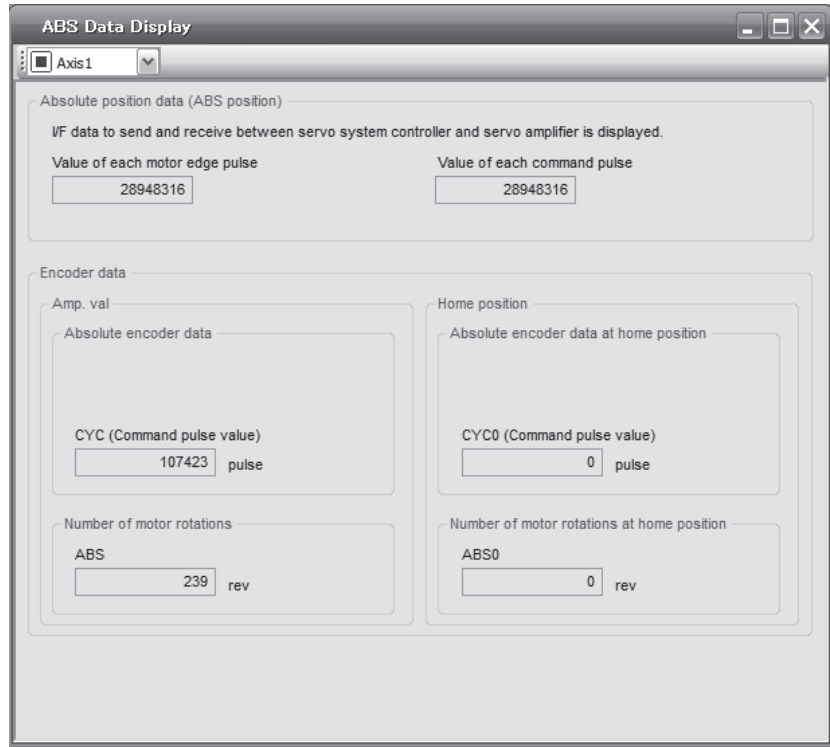 ABS Data Display
Axis1
Absolute position data (ABS position)
I/F data to send and receive between servo system controller and servo amplifier is displayed.
Value of each motor edge pulse Value of each command pulse
28948316 28948316
Encoder data
Amp. val Home position
Absolute encoder data Absolute encoder data at home position
CYC (Command pulse value) CYC0 (Command pulse value)
107423 pulse 0 pulse
Number of motor rotations Number of motor rotations at home position
ABS ABS0
239 rev 0 rev